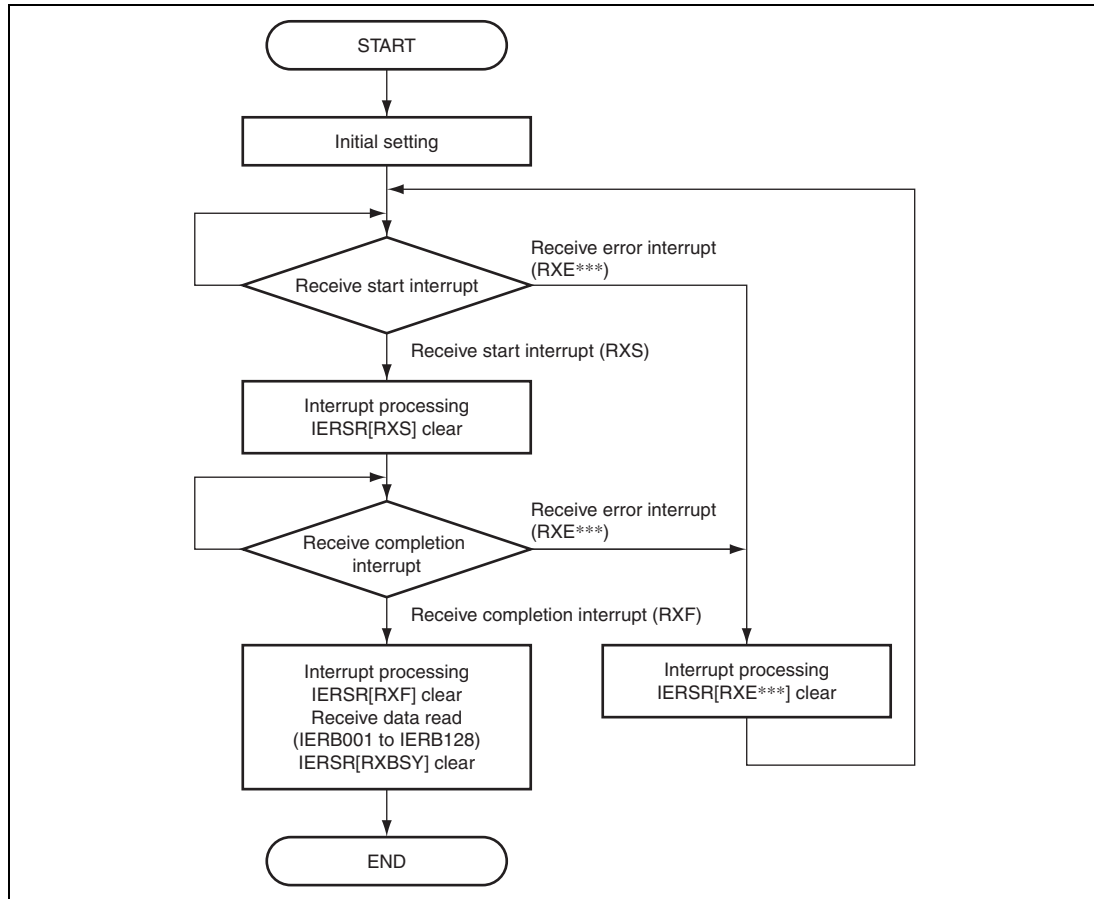 START
Initial setting
Receive error interrupt
(RXE***)
Receive start interrupt
Receive start interrupt (RXS)
Interrupt processing
IERSR[RXS] clear
Receive error interrupt
(RXE***)
Receive completion
interrupt
Receive completion interrupt (RXF)
Interrupt processing
IERSR[RXF] clear
Receive data read
(IERB001 to IERB128)
IERSR[RXBSY] clear
Interrupt processing
IERSR[RXE***] clear
END